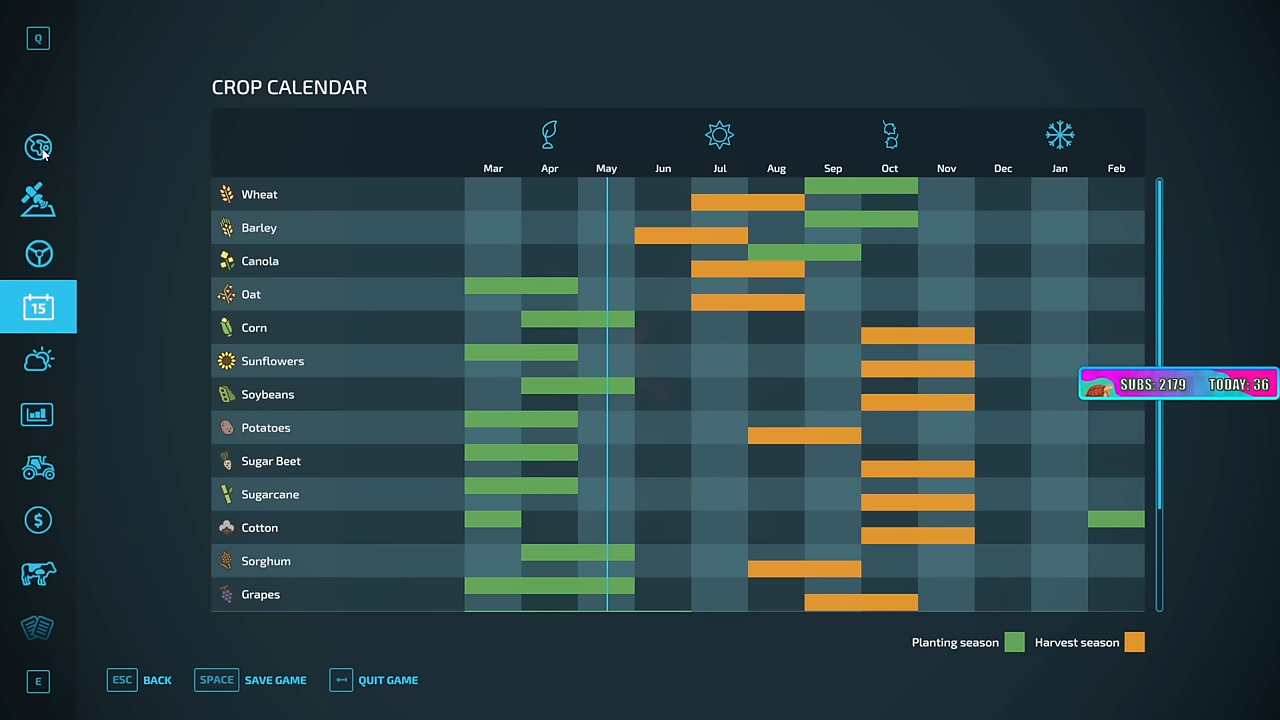 Q
CROP CALENDAR
Mar Apr May Jun Jul Aug Sep Oct Nov Dec Jan Feb
Wheat
Barley
Canola
Oat
Corn
Sunflowers
SUBS: 2179 TODAY: 36
Soybeans
Potatoes
Sugar Beet
Sugarcane
Cotton
Sorghum
Grapes
15
$
Planting season Harvest season
E
ESC BACK SPACE SAVE GAME QUIT GAME